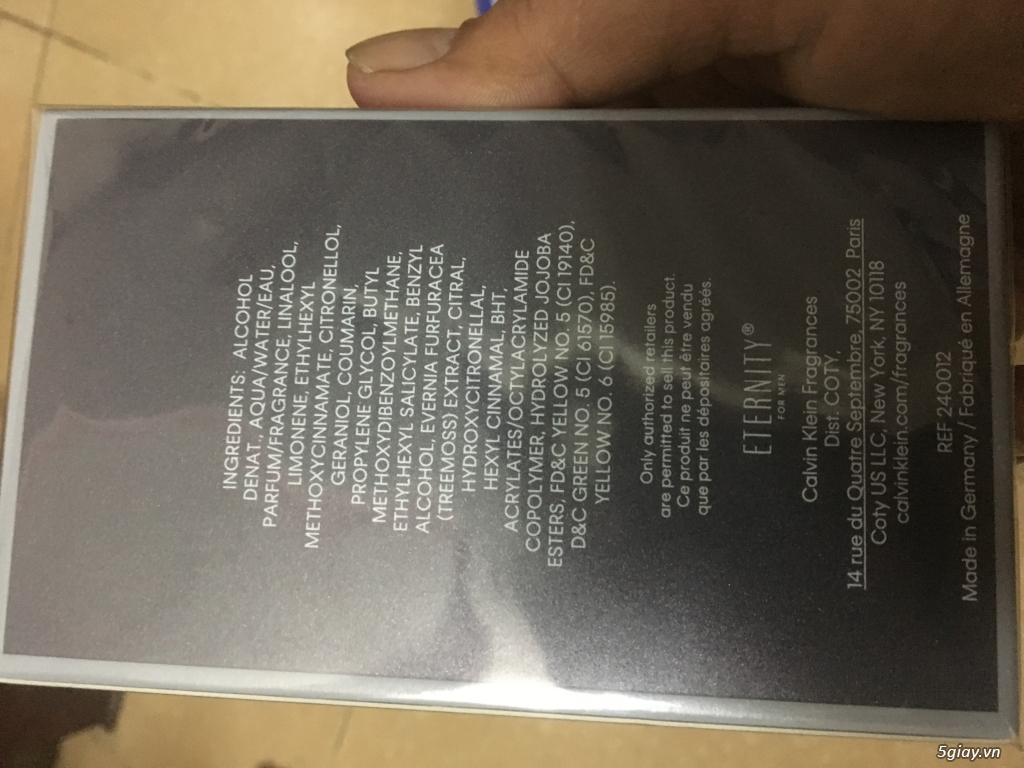 INGREDIENTS: ALCOHOL
DENAT., AQUA/WATER/EAU,
PARFUM/FRAGRANCE, LINALOOL,
LIMONENE, ETHYLHEXYL
METHOXYCINNAMATE, CITRONELLOL,
GERANIOL, COUMARIN,
PROPYLENE GLYCOL, BUTYL
METHOXYDIBENZOYLMETHANE,
ETHYLHEXYL SALICYLATE, BENZYL
ALCOHOL, EVERNIA FURFURACEA
(TREEMOSS) EXTRACT, CITRAL,
HYDROXYCITRONELLAL,
HEXYL CINNAMAL, BHT,
ACRYLATES/OCTYLACRYLAMIDE
COPOLYMER, HYDROLYZED JOJOBA
ESTERS, FD&C YELLOW NO. 5 (CI 19140),
D&C GREEN NO. 5 (CI 61570), FD&C
YELLOW NO. 6 (CI 15985).
Only authorized retailers
are permitted to sell this product.
Ce produit ne peut être vendu
que par les dépositaires agréés.
ETERNITY®
FOR MEN
Calvin Klein Fragrances
Dist. COTY,
14 rue du Quatre Septembre, 75002 Paris
Coty US LLC, New York, NY 10118
calvinklein.com/fragrances
REF 240012
Made in Germany / Fabriqué en Allemagne
5giay.vn